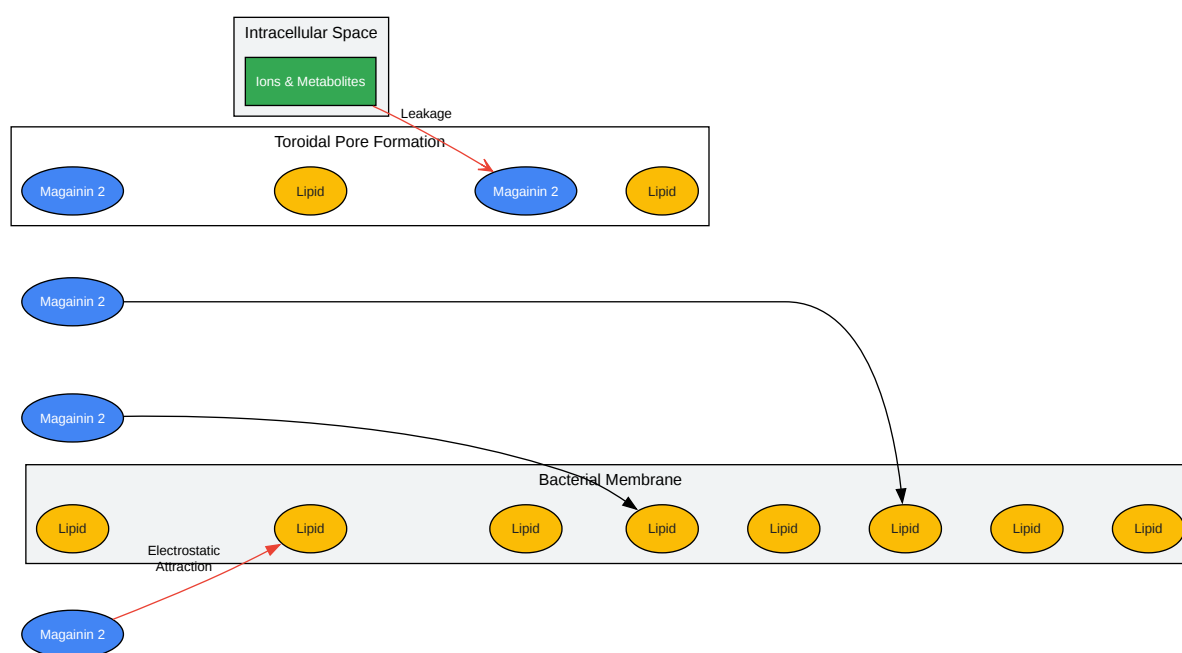 Intracellular Space
Ions & Metabolites
Leakage
Toroidal Pore Formation
Magainin 2
Lipid
Magainin 2
Lipid
Magainin 2
Magainin 2
Bacterial Membrane
Lipid
Lipid
Lipid
Lipid
Lipid
Lipid
Lipid
Lipid
Electrostatic
Attraction
Magainin 2